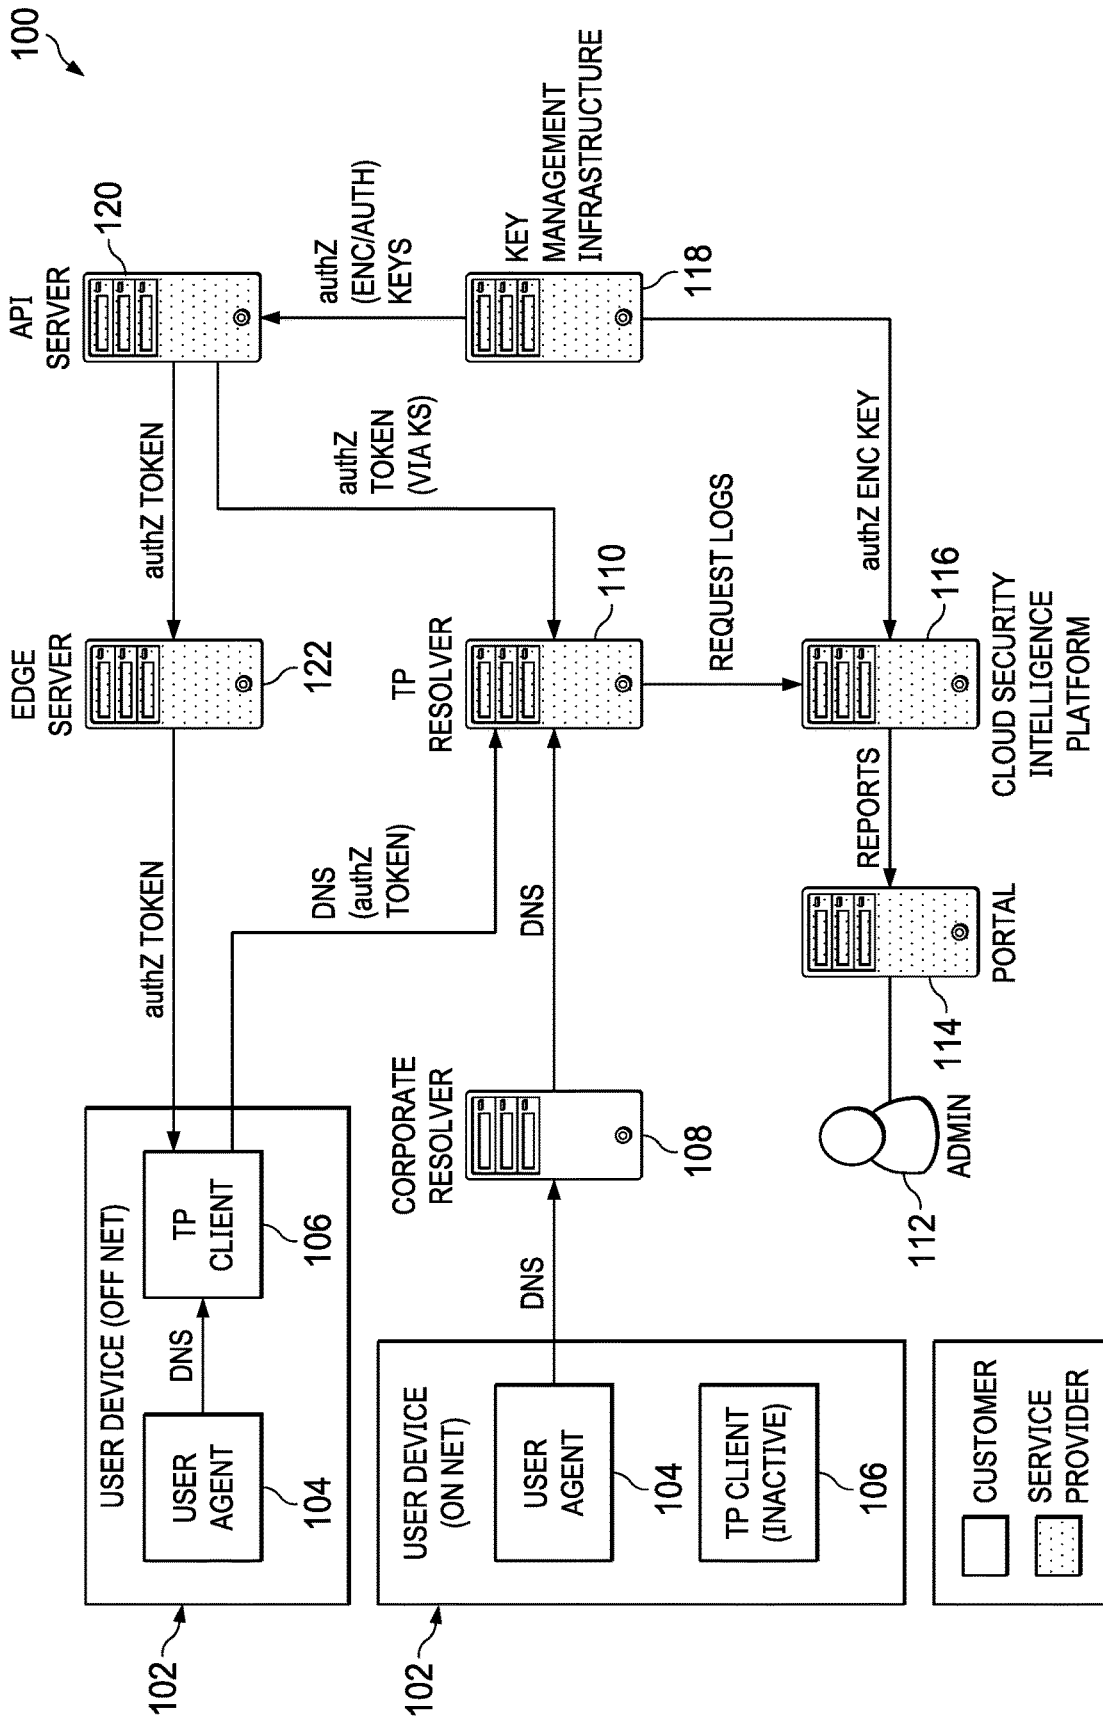 100
USER DEVICE (OFF NET)
102
USER
AGENT
104
DNS
TP
CLIENT
106
authZ TOKEN
EDGE
SERVER
122
authZ TOKEN
API
SERVER
120
authZ
(ENC/AUTH)
KEYS
DNS
(authZ
TOKEN)
authZ
TOKEN
(VIA KS)
USER DEVICE
(ON NET)
102
USER
AGENT
104
TP CLIENT
(INACTIVE)
106
DNS
CORPORATE
RESOLVER
108
DNS
TP
RESOLVER
110
KEY
MANAGEMENT
INFRASTRUCTURE
118
REQUEST LOGS
authZ ENC KEY
112
ADMIN
114
PORTAL
REPORTS
116
CLOUD SECURITY
INTELLIGENCE
PLATFORM
CUSTOMER
SERVICE
PROVIDER